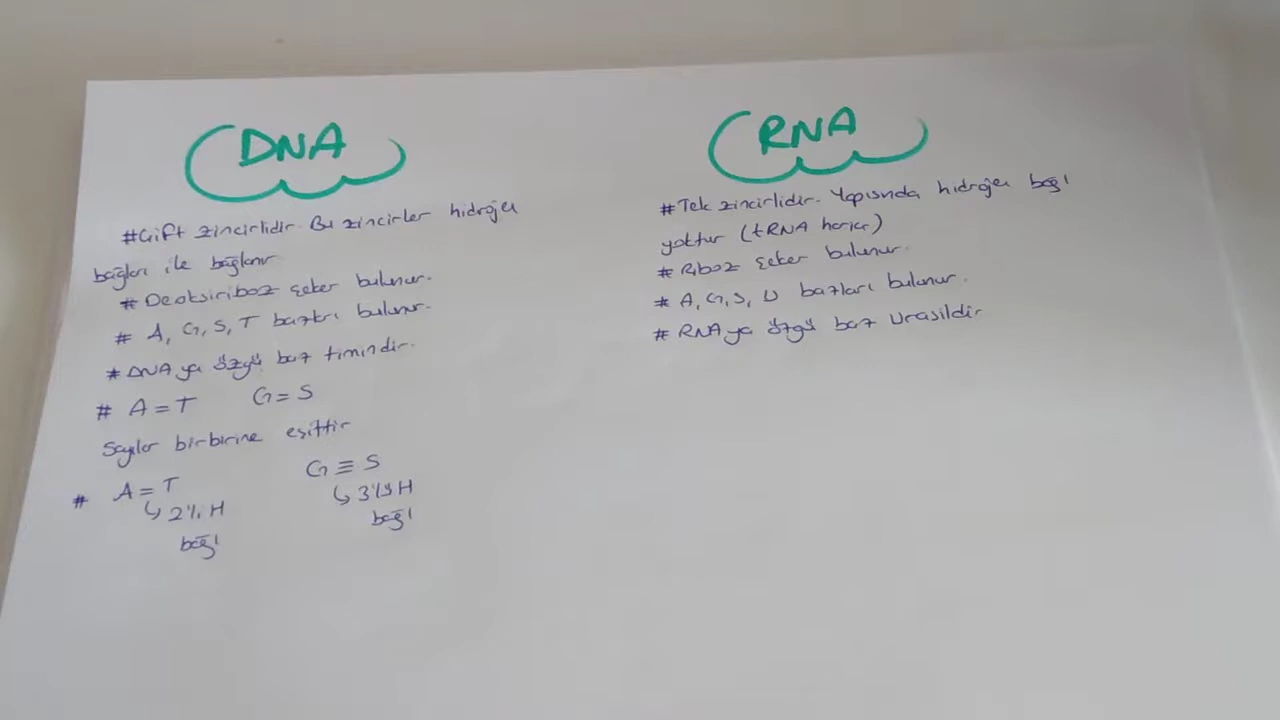 DNA
#Çift zincirlidir. Bu zincirler hidrojen
bağları ile bağlanır
# Deoksiriboz şeker bulunur.
# A, G, S, T bazları bulunur.
# DNA ya özgü baz timindir.
# A = T G = S
Sayılar birbirine eşittir
# A = T G ≡ S
↳ 2'li H ↳ 3'lü H
bağı bağı
RNA
#Tek zincirlidir. Yapısında hidrojen bağı
yoktur (tRNA hariç)
# Riboz şeker bulunur.
# A, G, S, U bazları bulunur.
# RNA ya özgü baz Urasildir